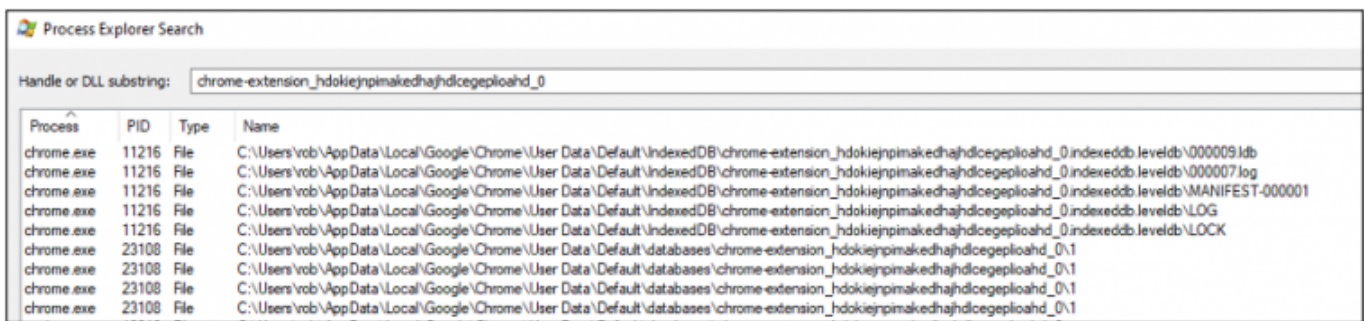 Process Explorer Search
Handle or DLL substring: chrome-extension_hdokiejnpimakedhajhdlcegeplioahd_0
Process PID Type Name
chrome.exe 11216 File C:\Users\rob\AppData\Local\Google\Chrome\User Data\Default\IndexedDB\chrome-extension_hdokiejnpimakedhajhdlcegeplioahd_0.indexeddb.leveldb\000009.ldb
chrome.exe 11216 File C:\Users\rob\AppData\Local\Google\Chrome\User Data\Default\IndexedDB\chrome-extension_hdokiejnpimakedhajhdlcegeplioahd_0.indexeddb.leveldb\000007.log
chrome.exe 11216 File C:\Users\rob\AppData\Local\Google\Chrome\User Data\Default\IndexedDB\chrome-extension_hdokiejnpimakedhajhdlcegeplioahd_0.indexeddb.leveldb\MANIFEST-000001
chrome.exe 11216 File C:\Users\rob\AppData\Local\Google\Chrome\User Data\Default\IndexedDB\chrome-extension_hdokiejnpimakedhajhdlcegeplioahd_0.indexeddb.leveldb\LOG
chrome.exe 11216 File C:\Users\rob\AppData\Local\Google\Chrome\User Data\Default\IndexedDB\chrome-extension_hdokiejnpimakedhajhdlcegeplioahd_0.indexeddb.leveldb\LOCK
chrome.exe 23108 File C:\Users\rob\AppData\Local\Google\Chrome\User Data\Default\databases\chrome-extension_hdokiejnpimakedhajhdlcegeplioahd_0\1
chrome.exe 23108 File C:\Users\rob\AppData\Local\Google\Chrome\User Data\Default\databases\chrome-extension_hdokiejnpimakedhajhdlcegeplioahd_0\1
chrome.exe 23108 File C:\Users\rob\AppData\Local\Google\Chrome\User Data\Default\databases\chrome-extension_hdokiejnpimakedhajhdlcegeplioahd_0\1
chrome.exe 23108 File C:\Users\rob\AppData\Local\Google\Chrome\User Data\Default\databases\chrome-extension_hdokiejnpimakedhajhdlcegeplioahd_0\1